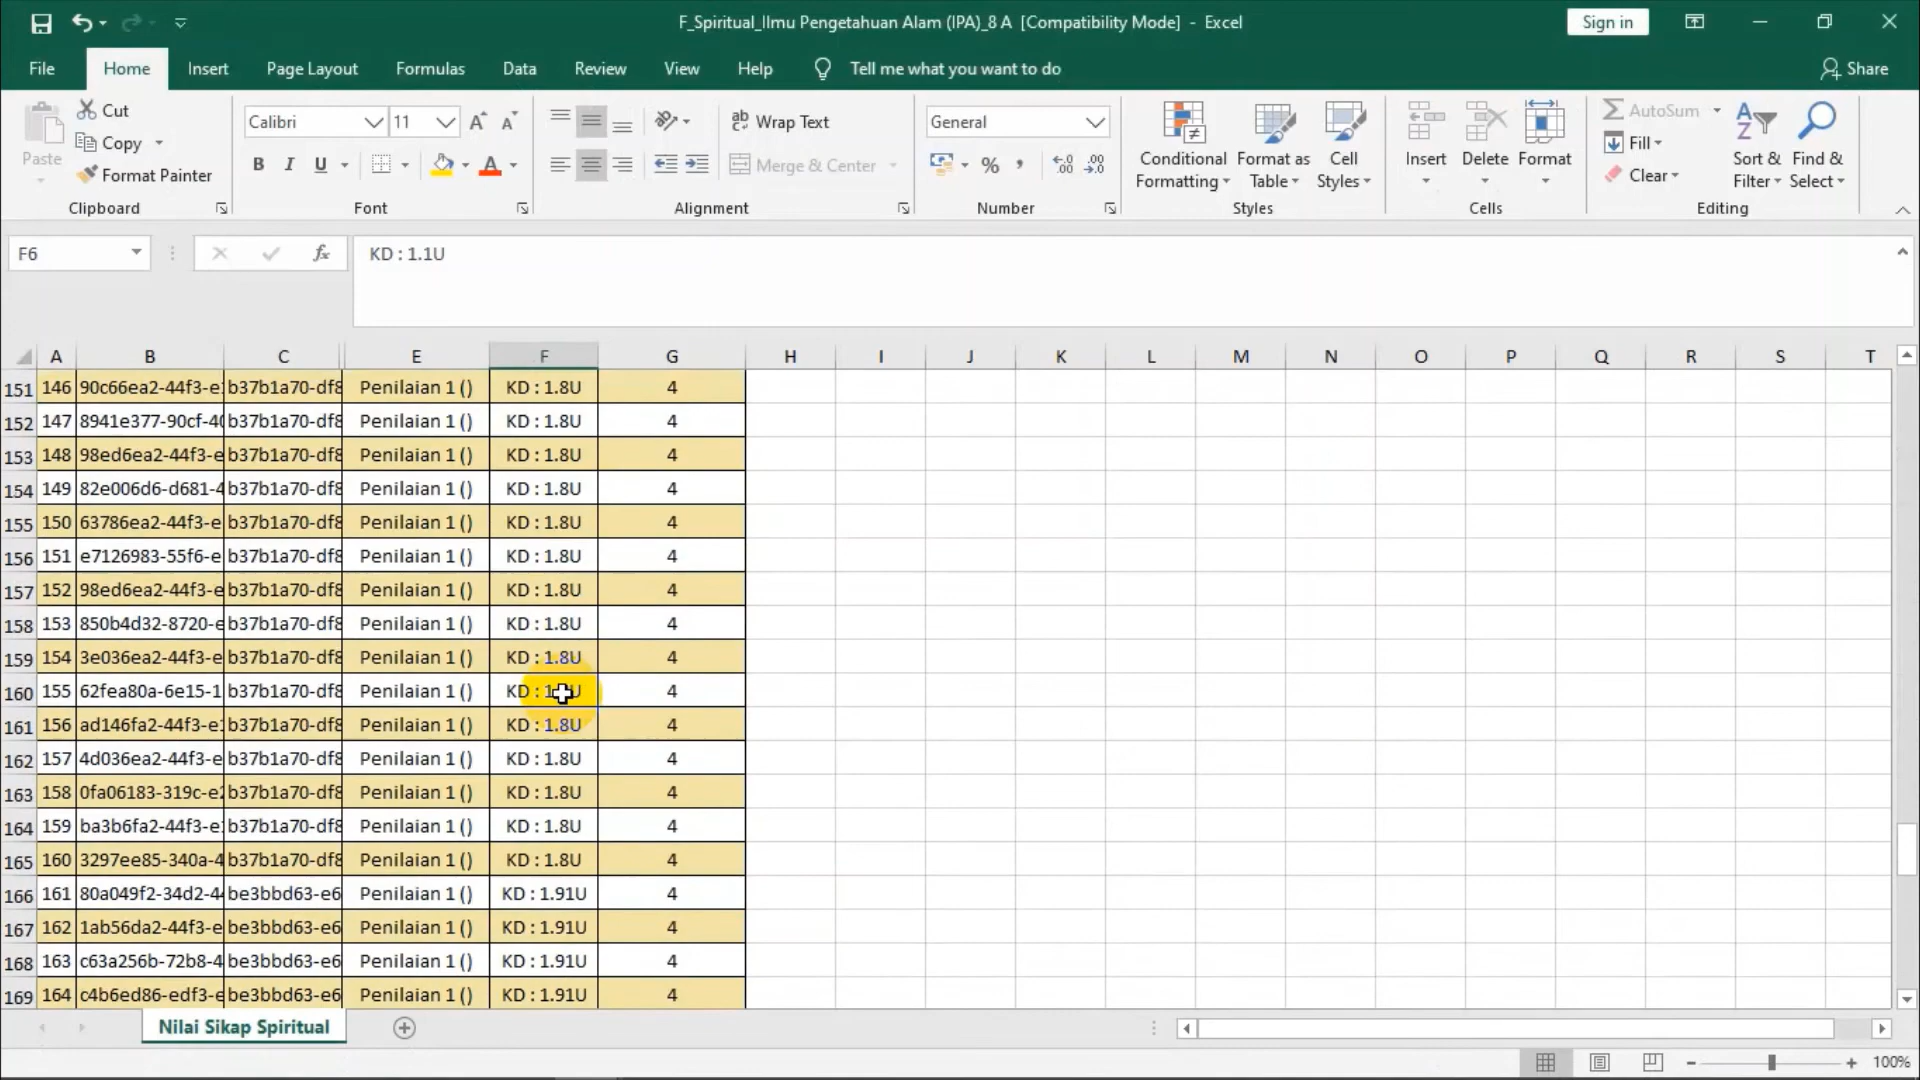 F_Spiritual_Ilmu Pengetahuan Alam (IPA)_8 A [Compatibility Mode] - Excel
Sign in
File Home Insert Page Layout Formulas Data Review View Help Tell me what you want to do Share
Paste Cut Copy Format Painter Clipboard
Calibri 11 B I U A Font
Wrap Text Merge & Center Alignment
General % Number
Conditional Formatting Format as Table Cell Styles Styles
Insert Delete Format Cells
AutoSum Fill Clear Sort & Filter Find & Select Editing
F6 fx KD : 1.1U
A B C E F G H I J K L M N O P Q R S T
151 146 90c66ea2-44f3-e b37b1a70-df8 Penilaian 1 () KD : 1.8U 4
152 147 8941e377-90cf-40 b37b1a70-df8 Penilaian 1 () KD : 1.8U 4
153 148 98ed6ea2-44f3-e b37b1a70-df8 Penilaian 1 () KD : 1.8U 4
154 149 82e006d6-d681-4 b37b1a70-df8 Penilaian 1 () KD : 1.8U 4
155 150 63786ea2-44f3-e b37b1a70-df8 Penilaian 1 () KD : 1.8U 4
156 151 e7126983-55f6-e b37b1a70-df8 Penilaian 1 () KD : 1.8U 4
157 152 98ed6ea2-44f3-e b37b1a70-df8 Penilaian 1 () KD : 1.8U 4
158 153 850b4d32-8720-e b37b1a70-df8 Penilaian 1 () KD : 1.8U 4
159 154 3e036ea2-44f3-e b37b1a70-df8 Penilaian 1 () KD : 1.8U 4
160 155 62fea80a-6e15-1 b37b1a70-df8 Penilaian 1 () KD : 4
161 156 ad146fa2-44f3-e b37b1a70-df8 Penilaian 1 () KD : 1.8U 4
162 157 4d036ea2-44f3-e b37b1a70-df8 Penilaian 1 () KD : 1.8U 4
163 158 0fa06183-319c-e b37b1a70-df8 Penilaian 1 () KD : 1.8U 4
164 159 ba3b6fa2-44f3-e b37b1a70-df8 Penilaian 1 () KD : 1.8U 4
165 160 3297ee85-340a-4 b37b1a70-df8 Penilaian 1 () KD : 1.8U 4
166 161 80a049f2-34d2-4 be3bbd63-e6 Penilaian 1 () KD : 1.91U 4
167 162 1ab56da2-44f3-e be3bbd63-e6 Penilaian 1 () KD : 1.91U 4
168 163 c63a256b-72b8-4 be3bbd63-e6 Penilaian 1 () KD : 1.91U 4
169 164 c4b6ed86-edf3-e be3bbd63-e6 Penilaian 1 () KD : 1.91U 4
Nilai Sikap Spiritual
100%